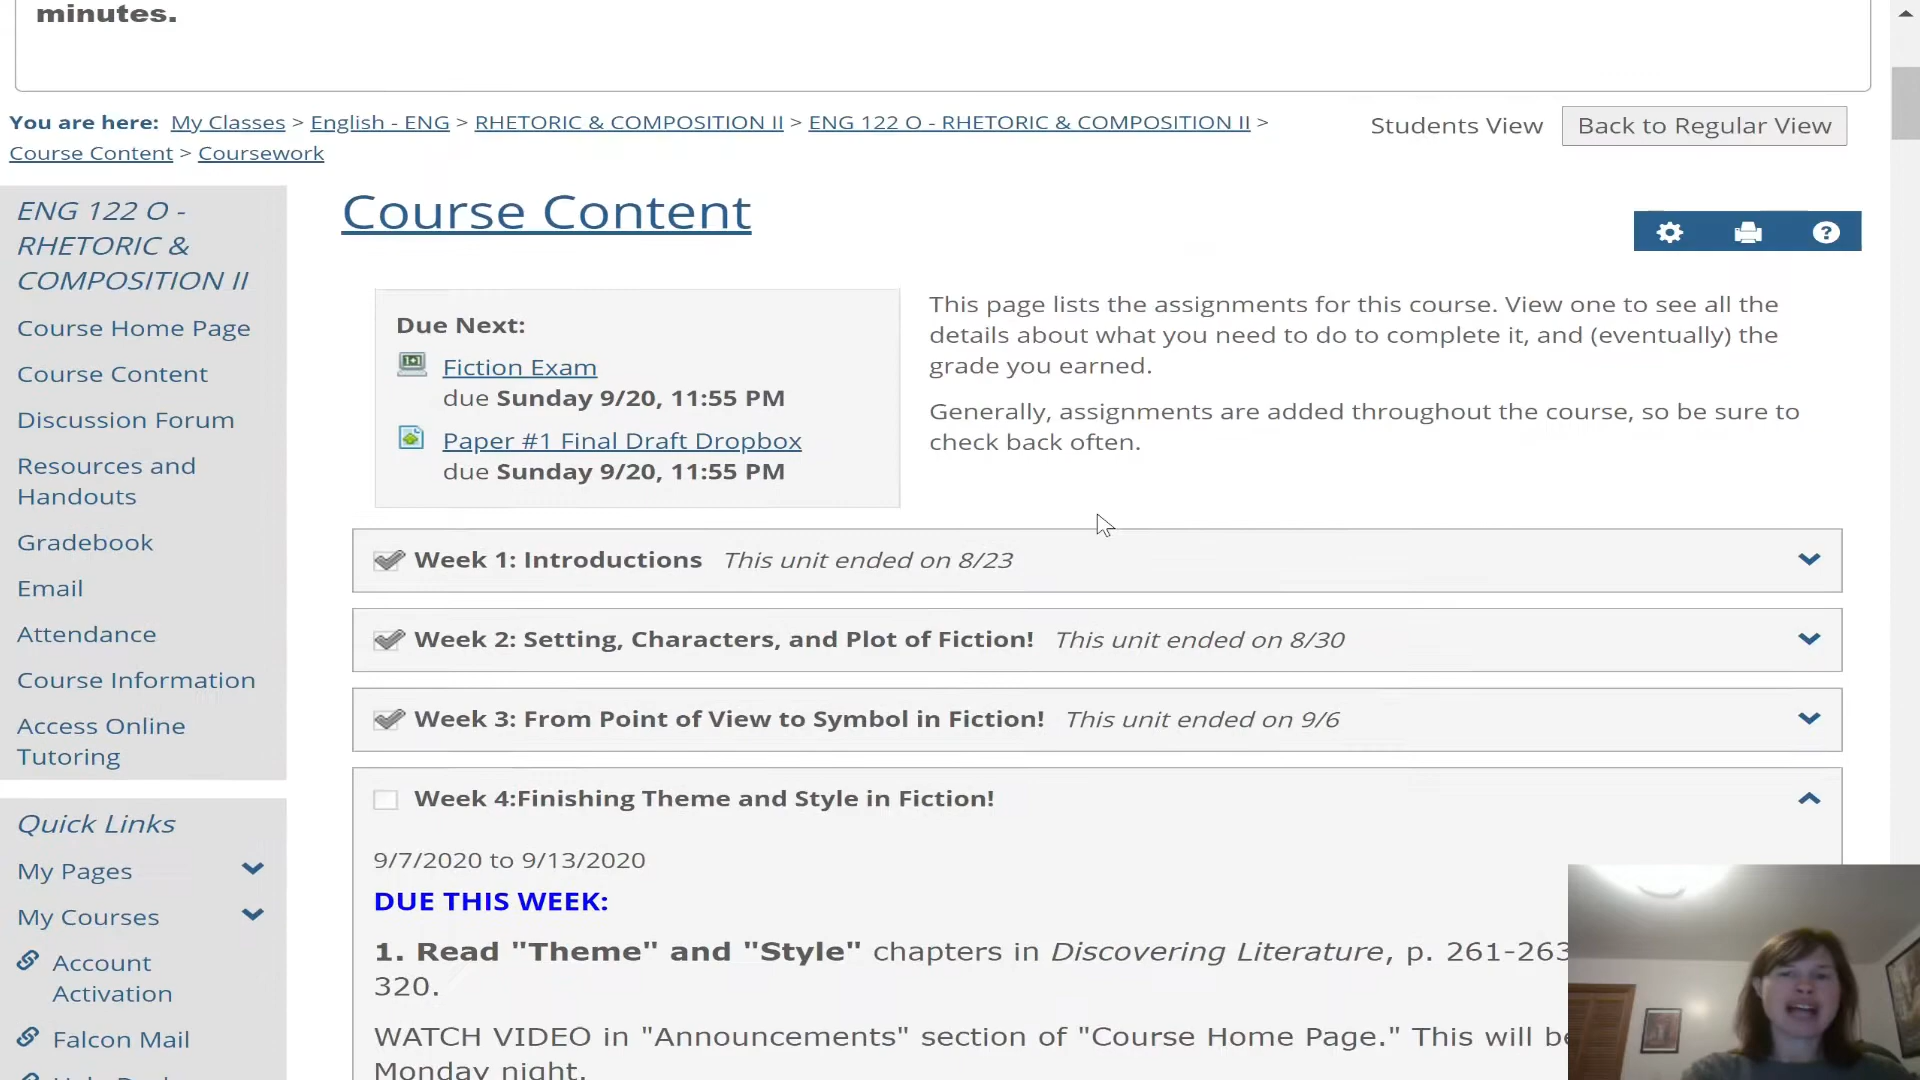 minutes.
You are here: My Classes > English - ENG > RHETORIC & COMPOSITION II > ENG 122 O - RHETORIC & COMPOSITION II >
Course Content > Coursework
Students View
Back to Regular View
ENG 122 O -
RHETORIC &
COMPOSITION II
Course Home Page
Course Content
Discussion Forum
Resources and
Handouts
Gradebook
Email
Attendance
Course Information
Access Online
Tutoring
Quick Links
My Pages
My Courses
Account
Activation
Falcon Mail
Course Content
Due Next:
Fiction Exam
due Sunday 9/20, 11:55 PM
Paper #1 Final Draft Dropbox
due Sunday 9/20, 11:55 PM
This page lists the assignments for this course. View one to see all the
details about what you need to do to complete it, and (eventually) the
grade you earned.
Generally, assignments are added throughout the course, so be sure to
check back often.
Week 1: Introductions This unit ended on 8/23
Week 2: Setting, Characters, and Plot of Fiction! This unit ended on 8/30
Week 3: From Point of View to Symbol in Fiction! This unit ended on 9/6
Week 4:Finishing Theme and Style in Fiction!
9/7/2020 to 9/13/2020
DUE THIS WEEK:
1. Read "Theme" and "Style" chapters in Discovering Literature, p. 261-263
320.
WATCH VIDEO in "Announcements" section of "Course Home Page." This will
Monday night.